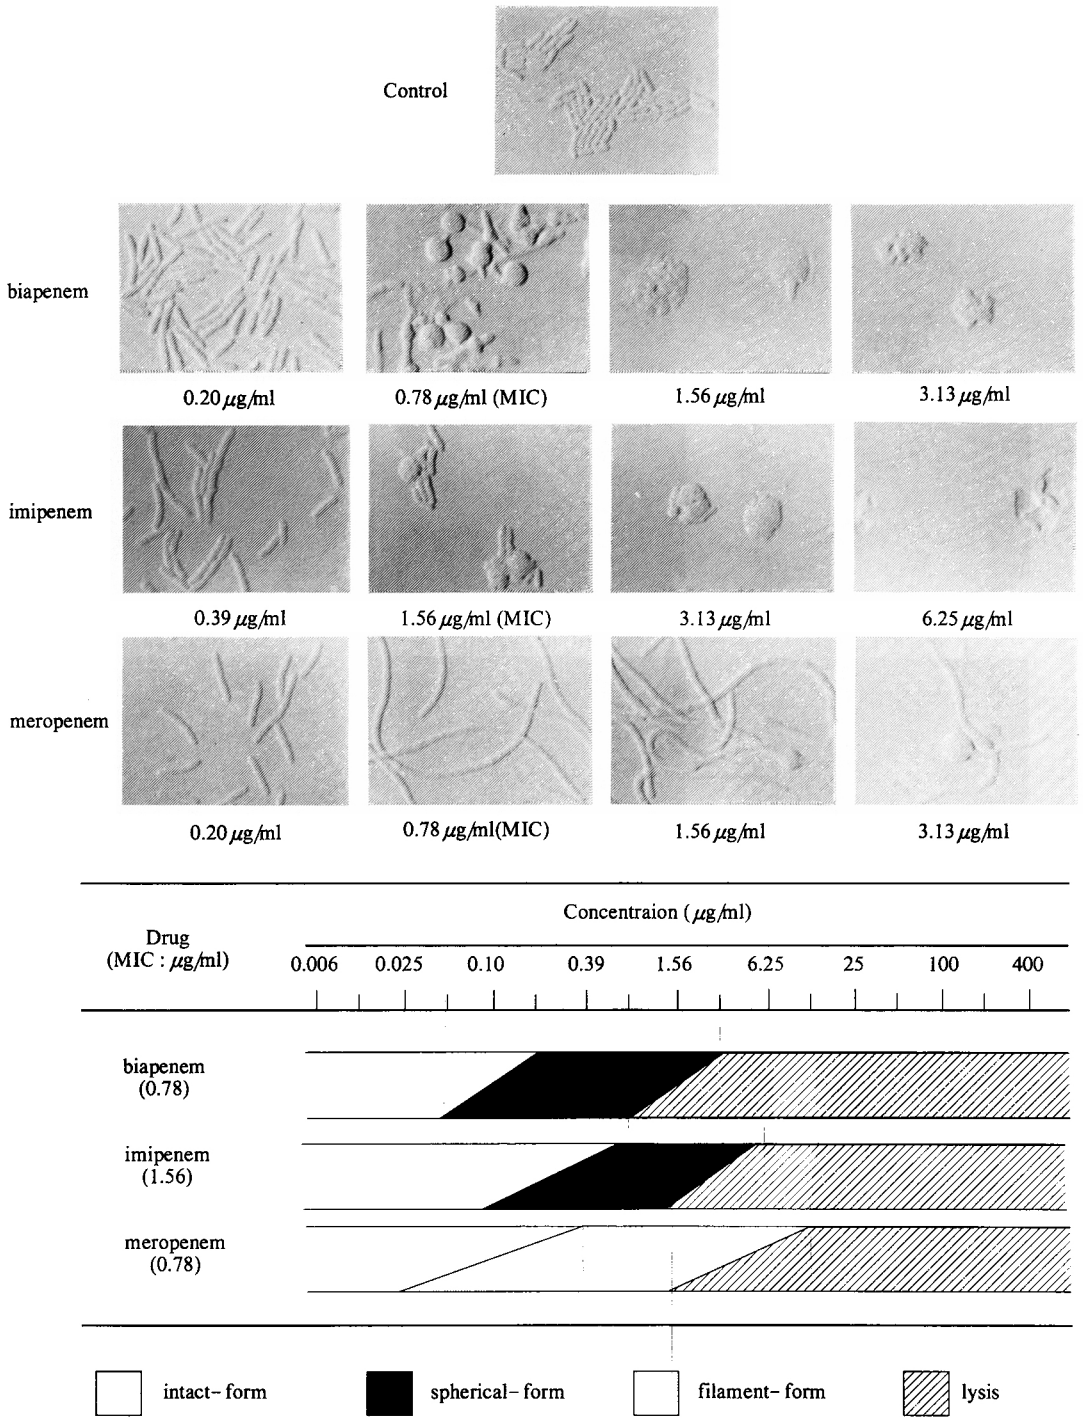 Control
biapenem
0.20 μg/ml 0.78 μg/ml (MIC) 1.56 μg/ml 3.13 μg/ml
imipenem
0.39 μg/ml 1.56 μg/ml (MIC) 3.13 μg/ml 6.25 μg/ml
meropenem
0.20 μg/ml 0.78 μg/ml(MIC) 1.56 μg/ml 3.13 μg/ml
Concentraion ( μg/ml)
Drug
(MIC : μg/ml)
0.006 0.025 0.10 0.39 1.56 6.25 25 100 400
biapenem
(0.78)
imipenem
(1.56)
meropenem
(0.78)
intact-form spherical-form filament-form lysis